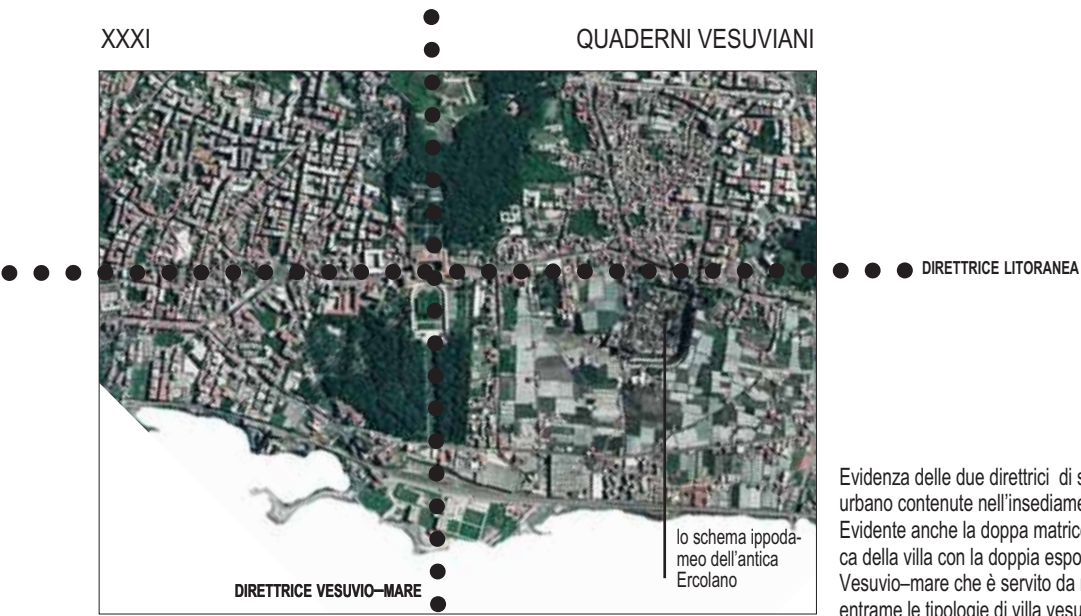 XXXI
QUADERNI VESUVIANI
DIRETTRICE LITORANEA
lo schema ippoda-
meo dell'antica
Ercolano
DIRETTRICE VESUVIO–MARE
Evidenza delle due direttrici di
urbano contenute nell'insediame
Evidente anche la doppa matric
ca della villa con la doppia espo
Vesuvio–mare che è servito da
entrame le tipologie di villa vesu